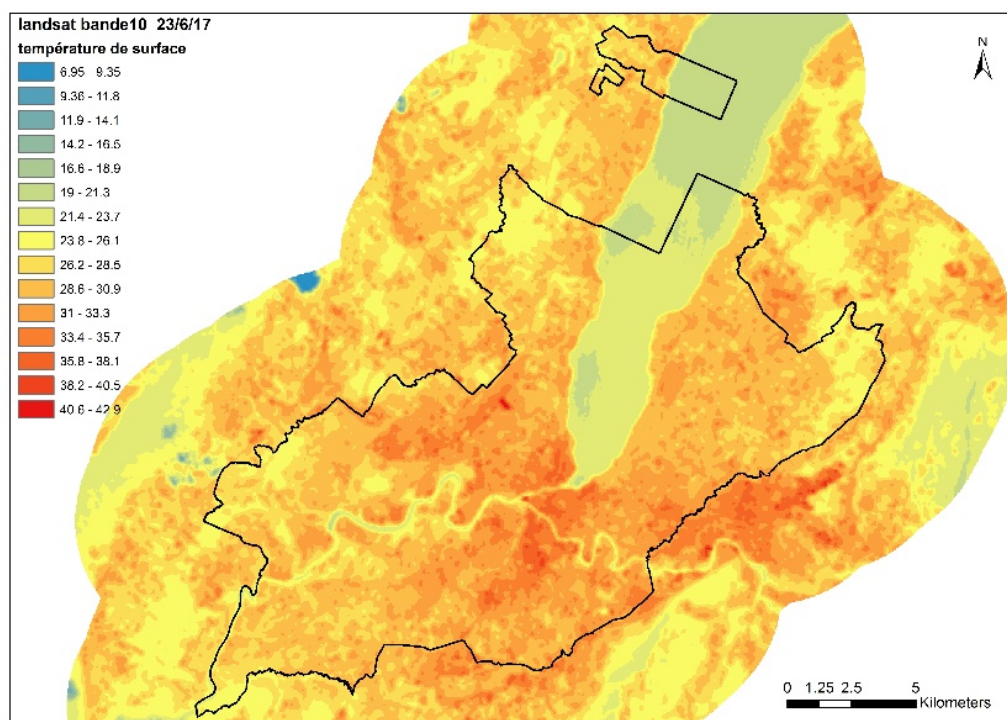 landsat bande10 23/6/17
température de surface
6.95 - 9.35
9.36 - 11.8
11.9 - 14.1
14.2 - 16.5
16.6 - 18.9
19 - 21.3
21.4 - 23.7
23.8 - 26.1
26.2 - 28.5
28.6 - 30.9
31 - 33.3
33.4 - 35.7
35.8 - 38.1
38.2 - 40.5
40.6 - 42.9
N
0 1.25 2.5 5
Kilometers